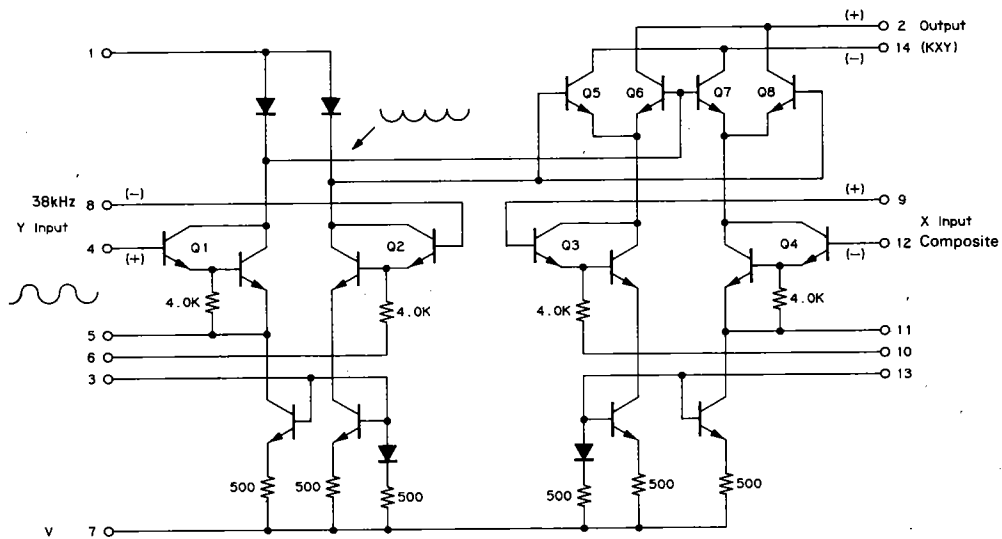 (+)
2 Output
1
14 (KXY)
(-)
Q5 Q6 Q7 Q8
38kHz
8 (-)
(+) 9
Y Input
X Input
4 (+) Q1 Q2 Q3 Q4 (-) 12 Composite
4.0K 4.0K 4.0K 4.0K
5 11
6 10
3 13
500 500 500 500 500 500
V 7